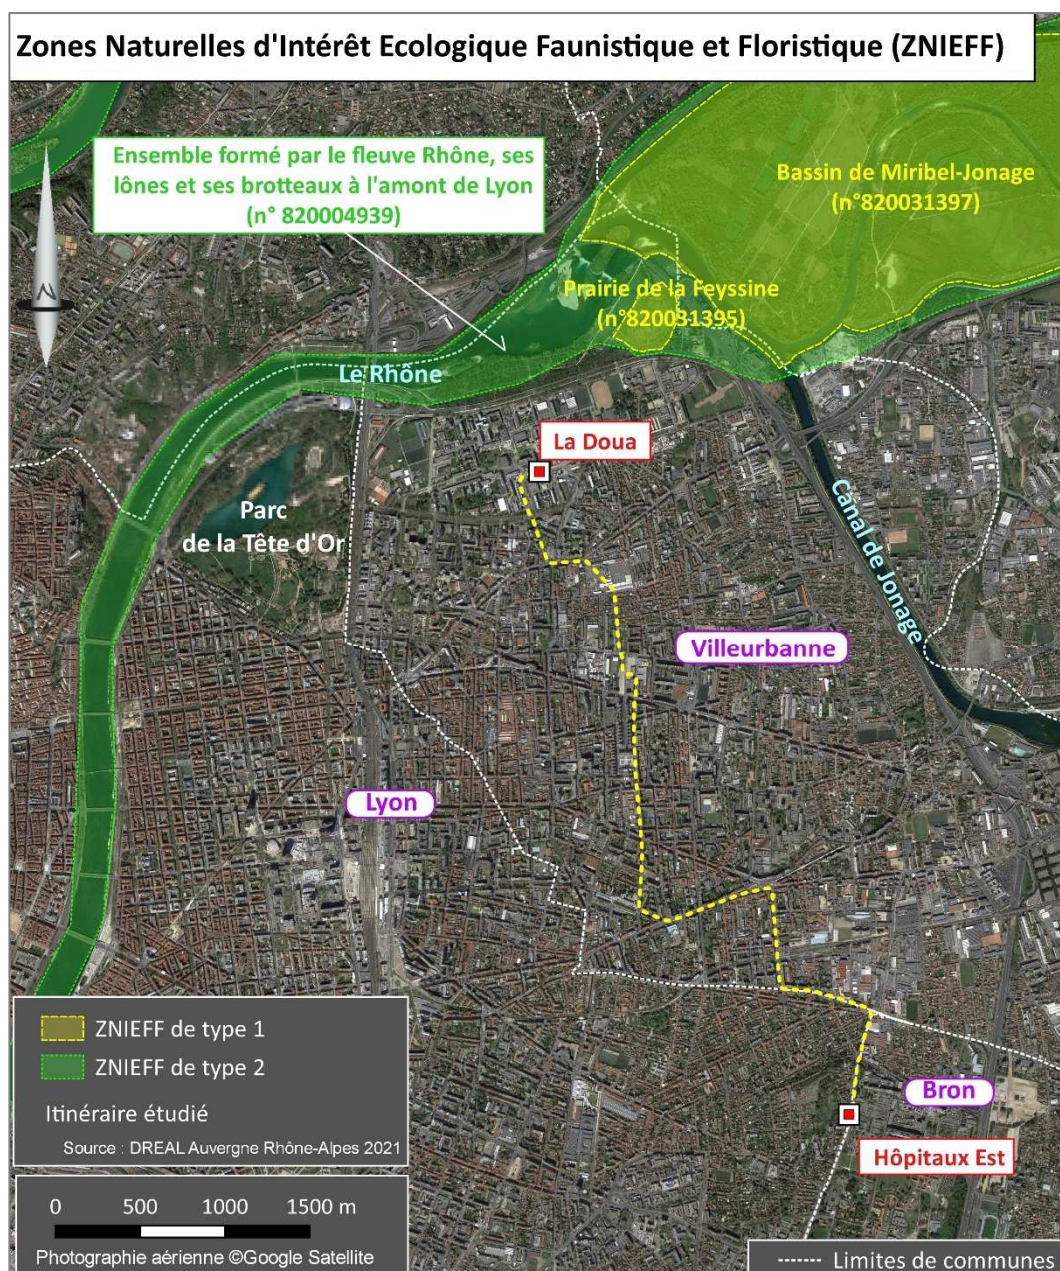 Zones Naturelles d'Intérêt Ecologique Faunistique et Floristique (ZNIEFF)
Ensemble formé par le fleuve Rhône, ses
lônes et ses brotteaux à l'amont de Lyon
(n° 820004939)
Bassin de Miribel-Jonage
(n°820031397)
N
Prairie de la Feyssine
(n°820031395)
Le Rhône
La Doua
Parc
de la Tête d'Or
Canal de Jonage
Villeurbanne
Lyon
Bron
Hôpitaux Est
ZNIEFF de type 1
ZNIEFF de type 2
Itinéraire étudié
Source : DREAL Auvergne Rhône-Alpes 2021
0 500 1000 1500 m
Photographie aérienne ©Google Satellite
Limites de communes